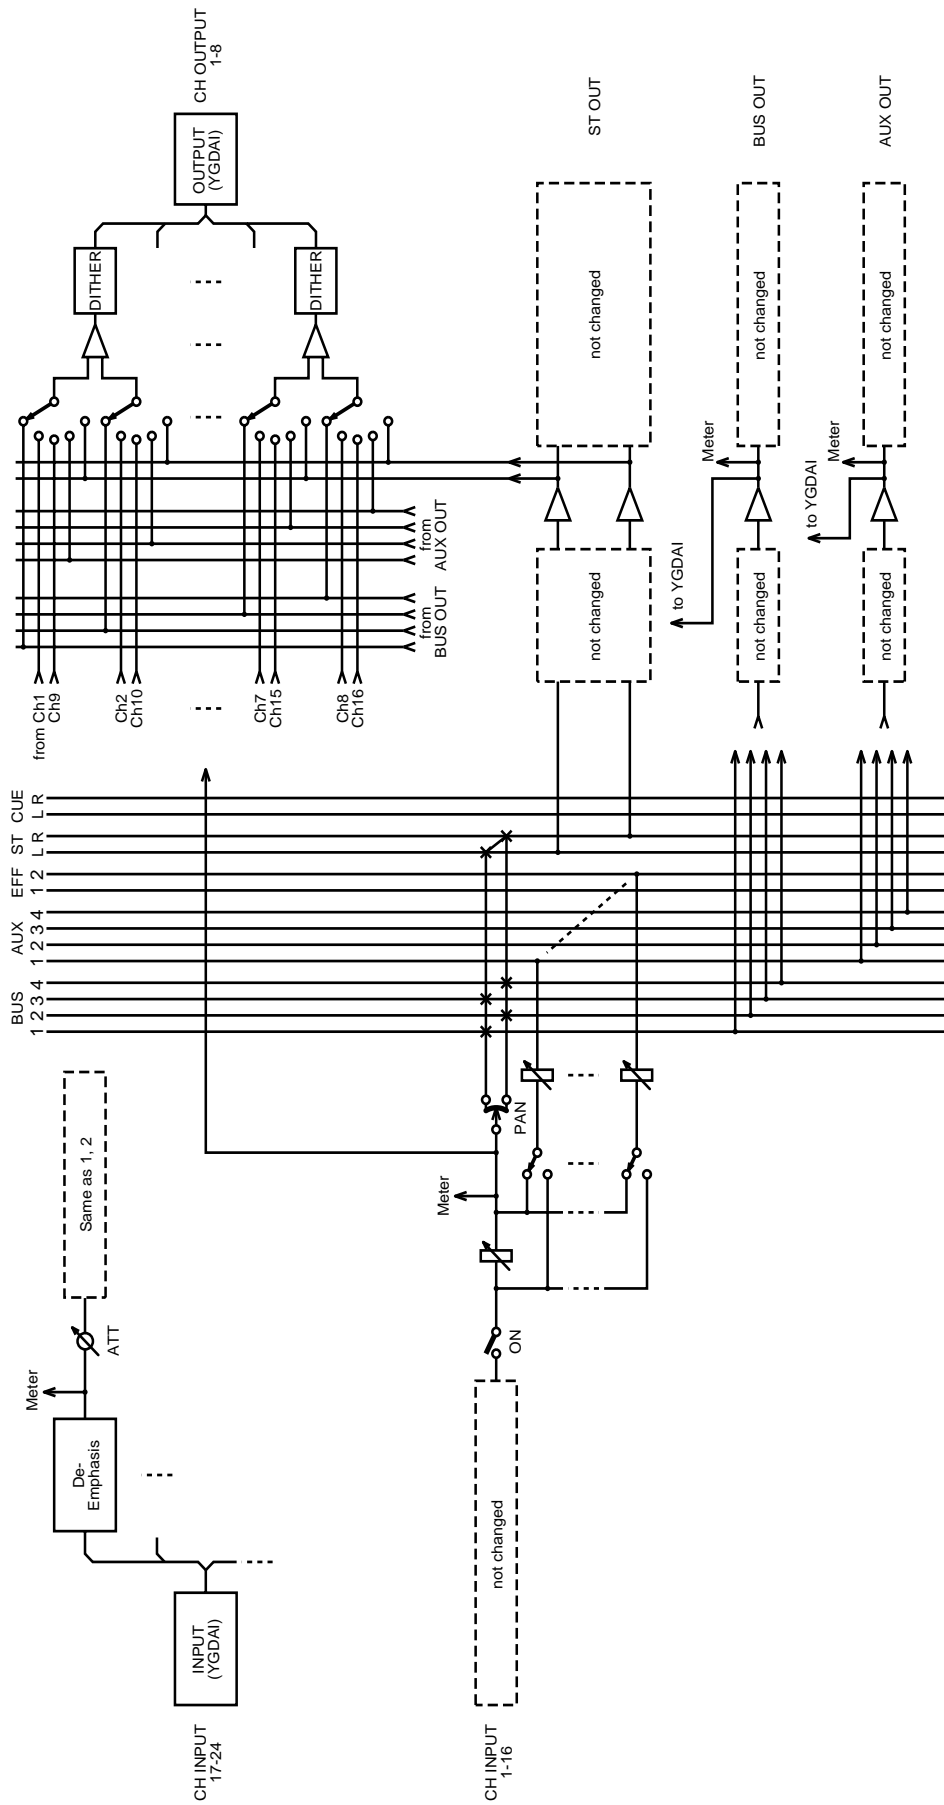 CH INPUT
17-24
INPUT
(YGDAI)
De-
Emphasis
Meter
ATT
Same as 1, 2
CH INPUT
1-16
not changed
ON
Meter
PAN
BUS
1 2 3 4
AUX
1 2 3 4
EFF
1 2
ST
L R
CUE
L R
from Ch1
Ch9
Ch2
Ch10
Ch7
Ch15
Ch8
Ch16
from
BUS OUT
from
AUX OUT
DITHER
DITHER
OUTPUT
(YGDAI)
CH OUTPUT
1-8
not changed
not changed
ST OUT
not changed
to YGDAI
Meter
not changed
BUS OUT
not changed
to YGDAI
Meter
not changed
AUX OUT